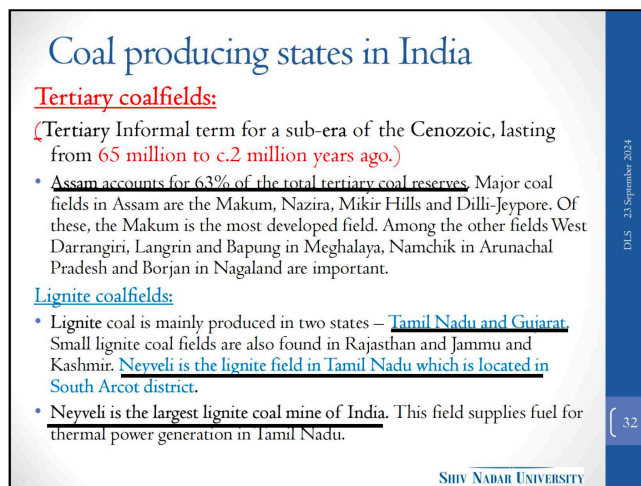 Coal producing states in India
Tertiary coalfields:
(Tertiary Informal term for a sub-era of the Cenozoic, lasting
from 65 million to c.2 million years ago.)
• Assam accounts for 63% of the total tertiary coal reserves. Major coal
fields in Assam are the Makum, Nazira, Mikir Hills and Dilli-Jeypore. Of
these, the Makum is the most developed field. Among the other fields West
Darrangiri, Langrin and Bapung in Meghalaya, Namchik in Arunachal
Pradesh and Borjan in Nagaland are important.
Lignite coalfields:
• Lignite coal is mainly produced in two states – Tamil Nadu and Gujarat.
Small lignite coal fields are also found in Rajasthan and Jammu and
Kashmir. Neyveli is the lignite field in Tamil Nadu which is located in
South Arcot district.
• Neyveli is the largest lignite coal mine of India. This field supplies fuel for
thermal power generation in Tamil Nadu.
DLS 23 September 2024
32
SHIV NADAR UNIVERSITY